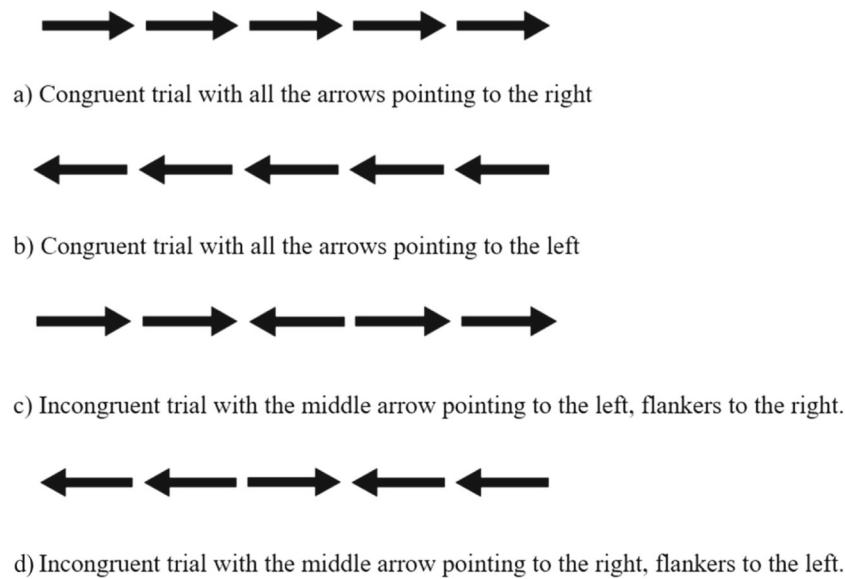 a) Congruent trial with all the arrows pointing to the right
b) Congruent trial with all the arrows pointing to the left
c) Incongruent trial with the middle arrow pointing to the left, flankers to the right.
d) Incongruent trial with the middle arrow pointing to the right, flankers to the left.